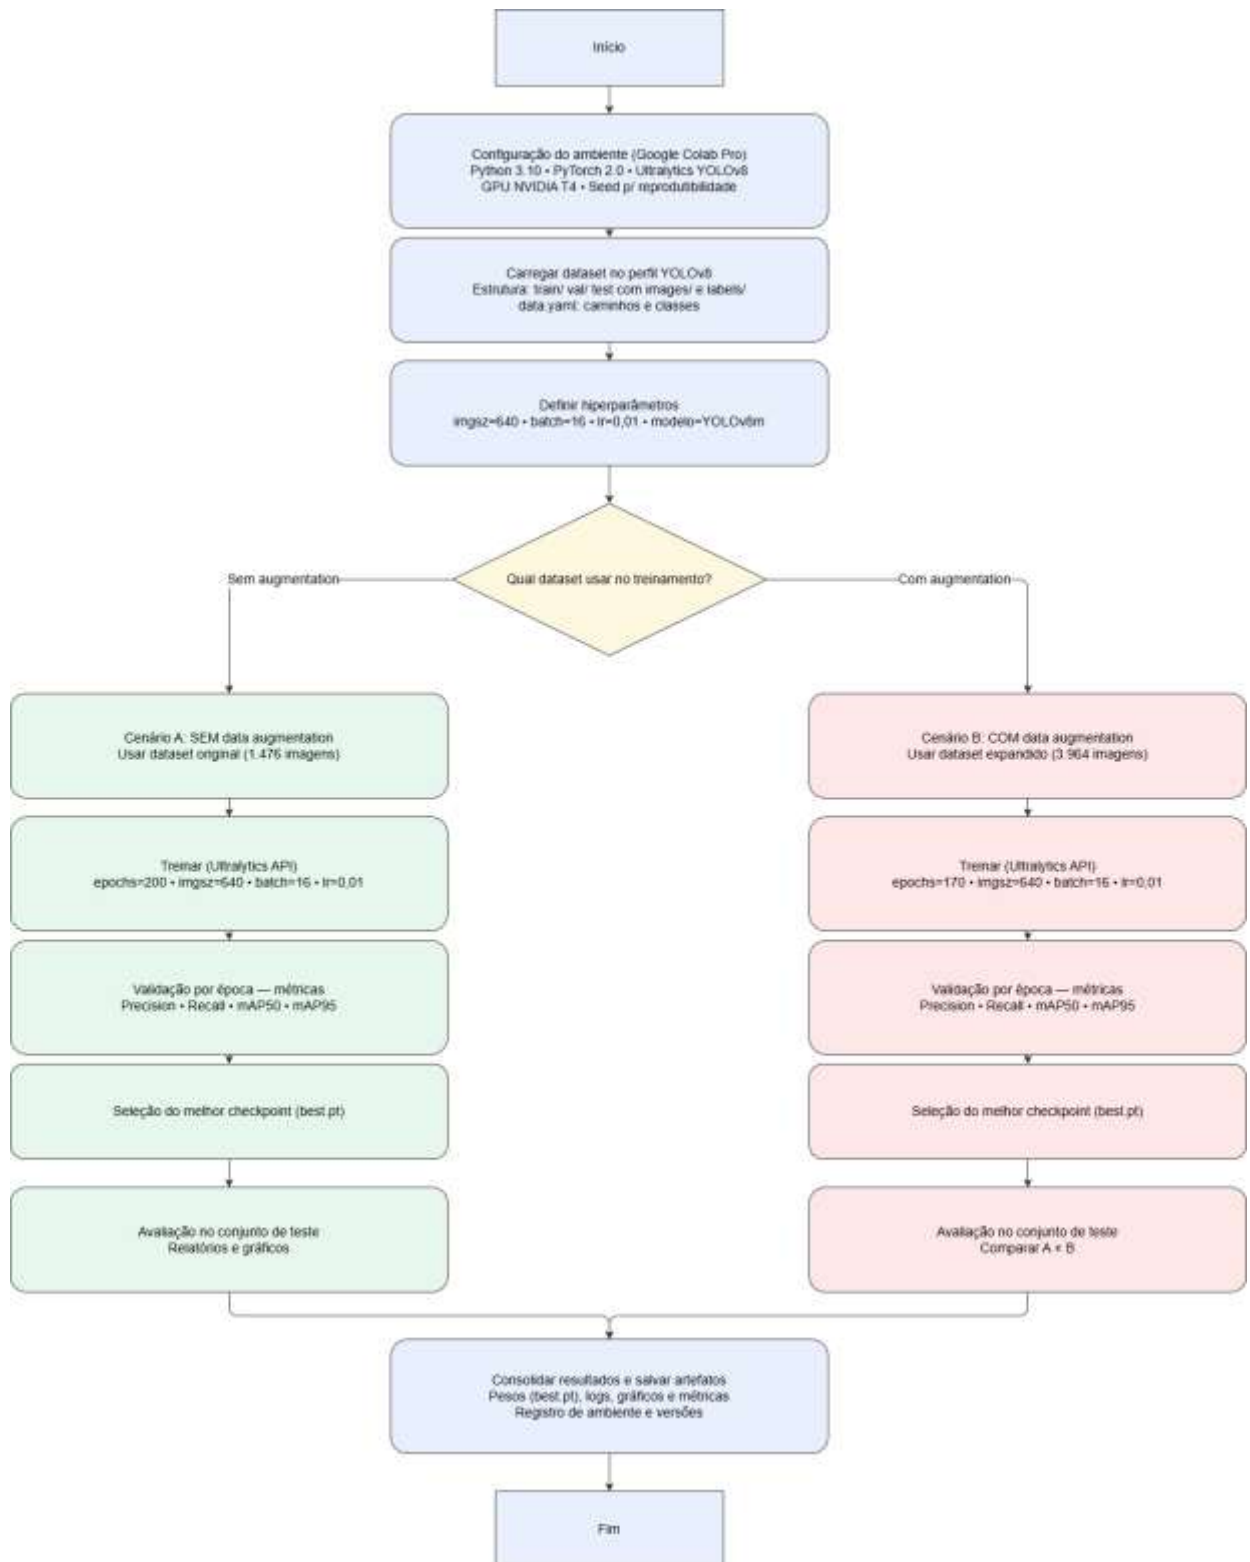 Início
Configuração do ambiente (Google Colab Pro)
Python 3.10 • PyTorch 2.0 • Ultralytics YOLOv8
GPU NVIDIA T4 • Seed p/ reprodutibilidade
Carregar dataset no perfil YOLOv8
Estrutura: train/ val/ test com images/ e labels/
data.yaml: caminhos e classes
Definir hiperparâmetros
imgsz=640 • batch=16 • lr=0,01 • modelo=YOLOv8m
Qual dataset usar no treinamento?
Sem augmentation
Com augmentation
Cenário A: SEM data augmentation
Usar dataset original (1.476 imagens)
Treinar (Ultralytics API)
epochs=200 • imgsz=640 • batch=16 • lr=0,01
Validação por época — métricas
Precision • Recall • mAP50 • mAP95
Seleção do melhor checkpoint (best.pt)
Avaliação no conjunto de teste
Relatórios e gráficos
Cenário B: COM data augmentation
Usar dataset expandido (3.964 imagens)
Treinar (Ultralytics API)
epochs=170 • imgsz=640 • batch=16 • lr=0,01
Validação por época — métricas
Precision • Recall • mAP50 • mAP95
Seleção do melhor checkpoint (best.pt)
Avaliação no conjunto de teste
Comparar A B
Consolidar resultados e salvar artefatos
Pesos (best.pt), logs, gráficos e métricas
Registro de ambiente e versões
Fim